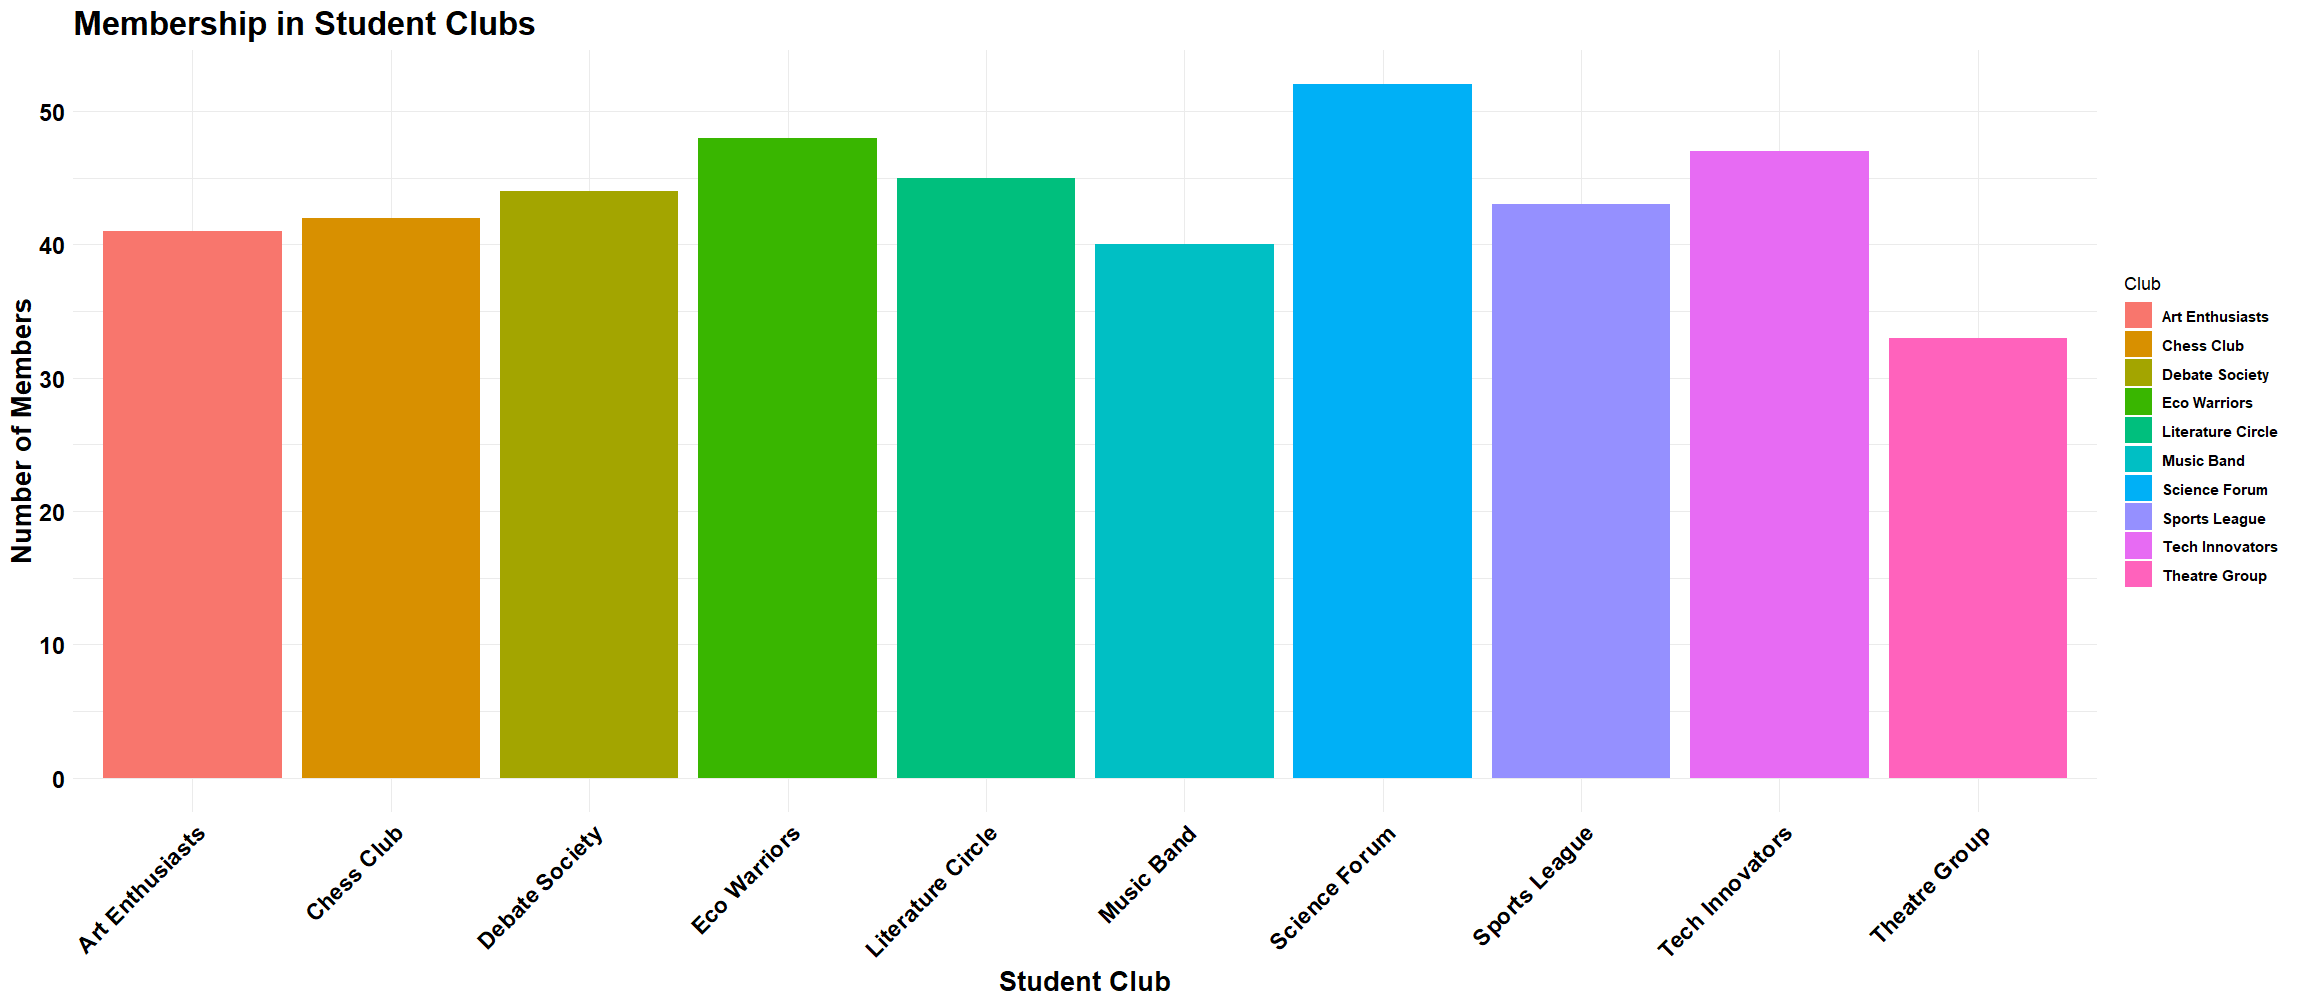 Membership in Student Clubs
Number of Members
50
40
30
20
10
0
Art Enthusiasts
Chess Club
Debate Society
Eco Warriors
Literature Circle
Music Band
Science Forum
Sports League
Tech Innovators
Theatre Group
Student Club
Club
Art Enthusiasts
Chess Club
Debate Society
Eco Warriors
Literature Circle
Music Band
Science Forum
Sports League
Tech Innovators
Theatre Group